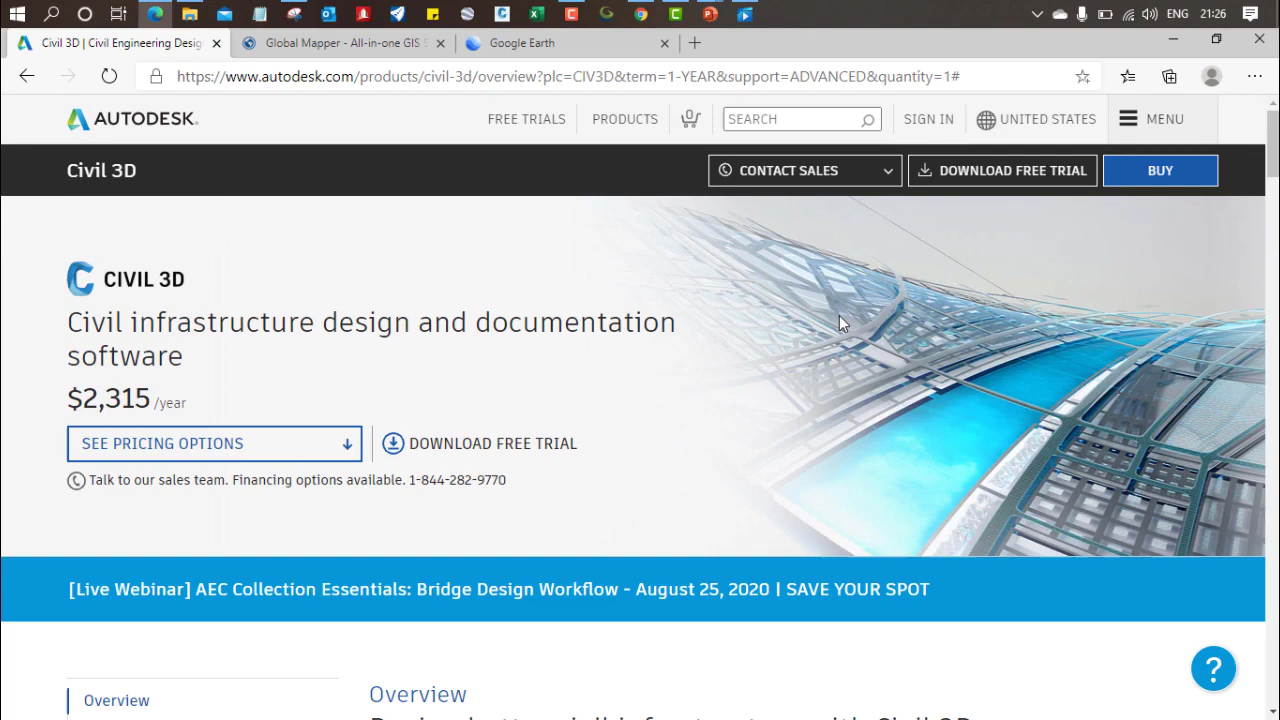 ENG
21:26
Civil 3D | Civil Engineering Desig
Global Mapper - All-in-one GIS S
Google Earth
https://www.autodesk.com/products/civil-3d/overview?plc=CIV3D&term=1-YEAR&support=ADVANCED&quantity=1#
AUTODESK.
FREE TRIALS
PRODUCTS
0
SEARCH
SIGN IN
UNITED STATES
MENU
Civil 3D
CONTACT SALES
DOWNLOAD FREE TRIAL
BUY
CIVIL 3D
Civil infrastructure design and documentation
software
$2,315 /year
SEE PRICING OPTIONS
DOWNLOAD FREE TRIAL
Talk to our sales team. Financing options available. 1-844-282-9770
[Live Webinar] AEC Collection Essentials: Bridge Design Workflow - August 25, 2020 | SAVE YOUR SPOT
?
Overview
Overview